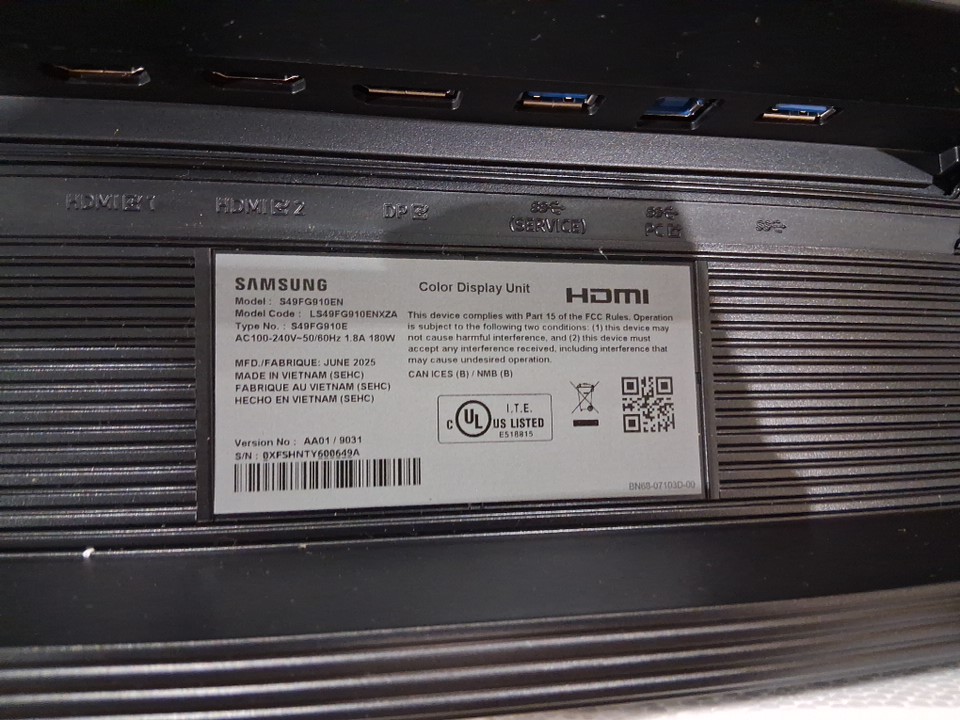 HDMI 1
HDMI 2
DP
(SERVICE)
PC
SAMSUNG
Model : S49FG910EN
Model Code : LS49FG910ENXZA
Type No. : S49FG910E
AC100-240V~50/60Hz 1.8A 180W
MFD./FABRIQUE: JUNE 2025
MADE IN VIETNAM (SEHC)
FABRIQUE AU VIETNAM (SEHC)
HECHO EN VIETNAM (SEHC)
Version No : AA01 / 9031
S/N : 0XFSHNTY600649A
Color Display Unit
HDMI
This device complies with Part 15 of the FCC Rules. Operation
is subject to the following two conditions: (1) this device may
not cause harmful interference, and (2) this device must
accept any interference received, including interference that
may cause undesired operation.
CAN ICES (B) / NMB (B)
I.T.E.
C UL US LISTED
E518815
BN68-07103D-00